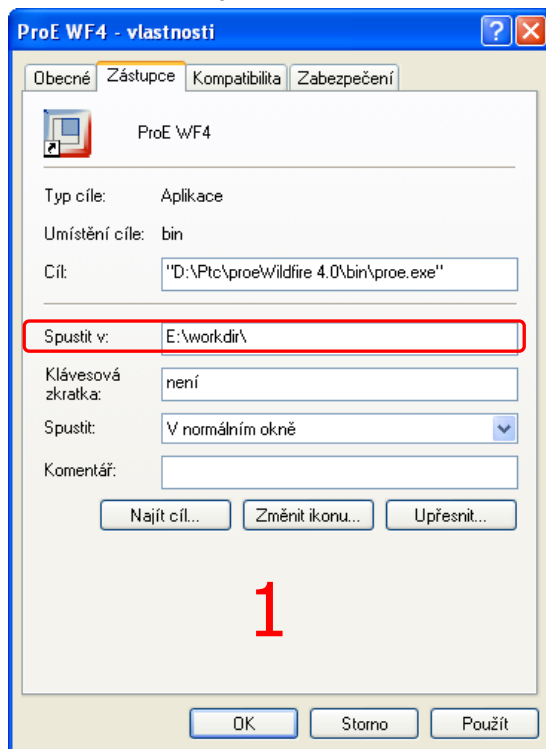 ProE WF4 - vlastnosti
Obecné Zástupce Kompatibilita Zabezpečení
ProE WF4
Typ cíle: Aplikace
Umístění cíle: bin
Cíl: "D:\Ptc\proeWildfire 4.0\bin\proe.exe"
Spustit v: E:\workdir\
Klávesová
zkratka: není
Spustit: V normálním okně
Komentář:
Najít cíl... Změnit ikonu... Upřesnit...
1
OK Storno Použít